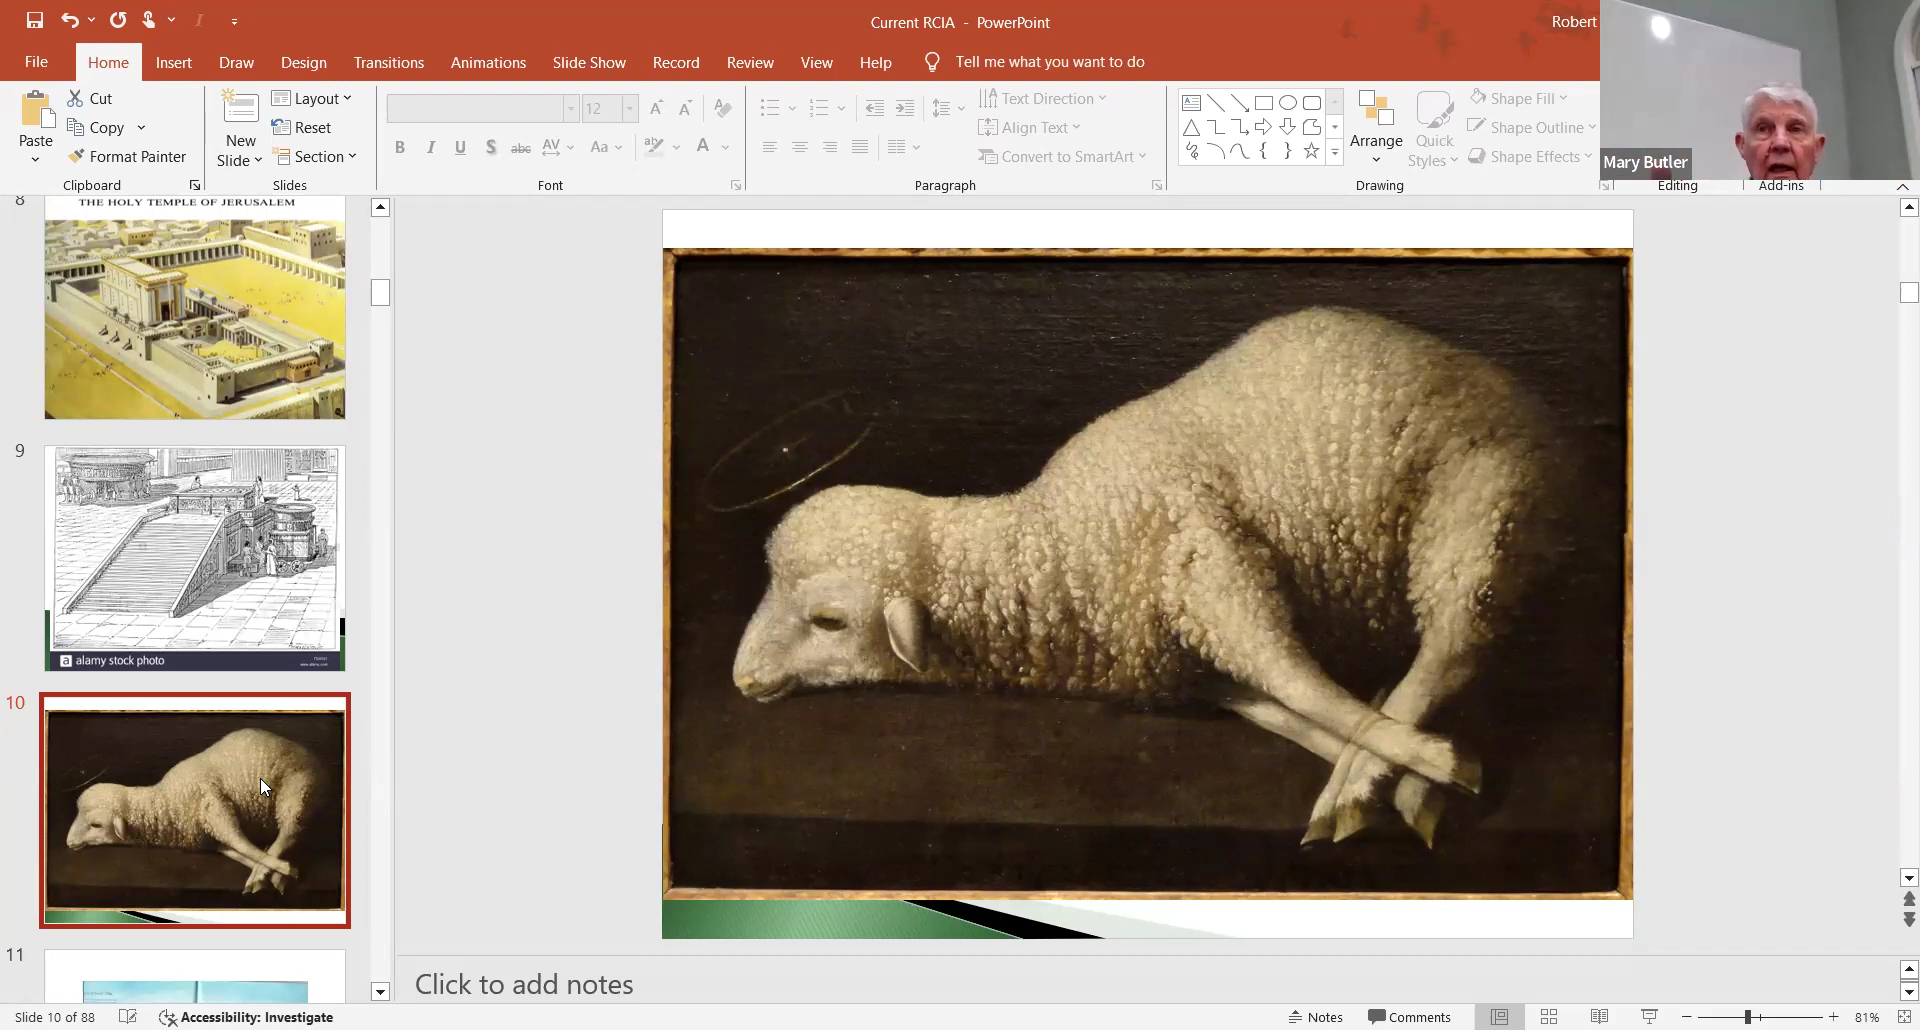 Current RCIA - PowerPoint
Robert
File
Home
Insert
Draw
Design
Transitions
Animations
Slide Show
Record
Review
View
Help
Tell me what you want to do
Paste
Cut
Copy
Format Painter
Clipboard
New
Slide
Layout
Reset
Section
Slides
12
B I U S abc AV Aa A
Font
Text Direction
Align Text
Convert to SmartArt
Paragraph
Arrange
Quick
Styles
Shape Fill
Shape Outline
Shape Effects
Drawing
Editing
Add-ins
Mary Butler
8
THE HOLY TEMPLE OF JERUSALEM
9
a alamy stock photo
10
11
Click to add notes
Slide 10 of 88
Accessibility: Investigate
Notes
Comments
81%